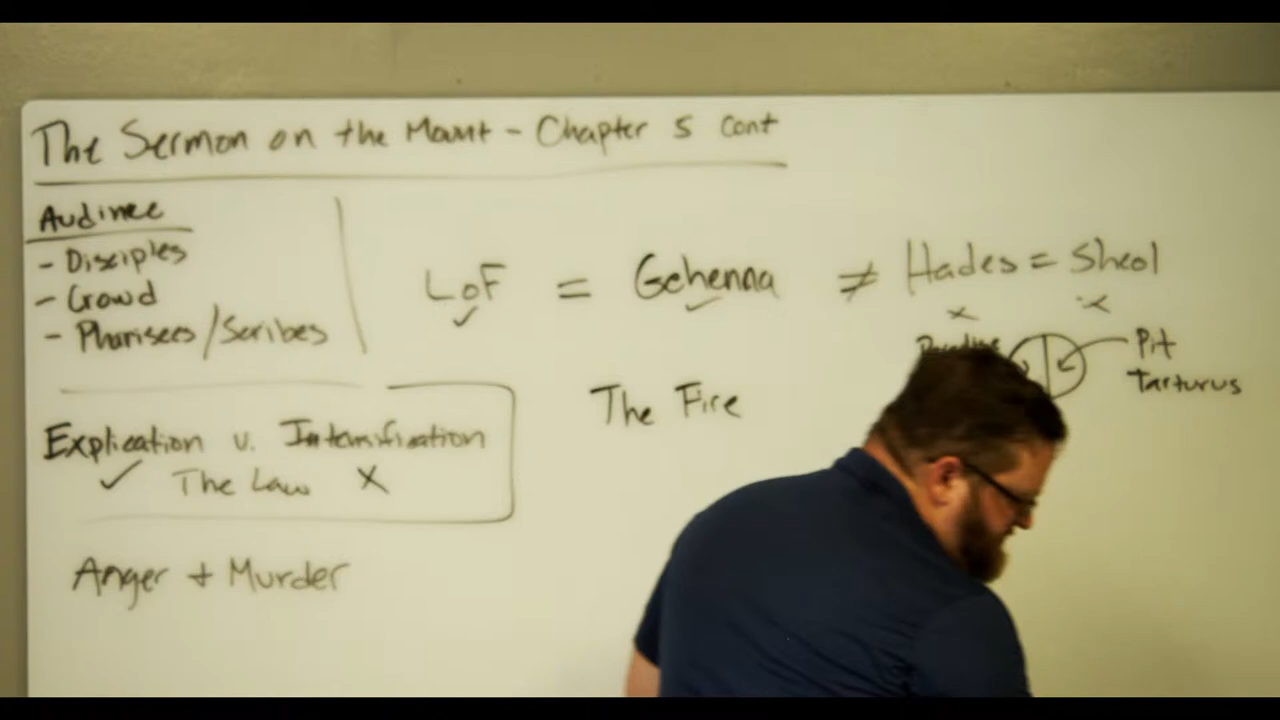 The Sermon on the Mount - Chapter 5 cont
Audinee
- Disciples
- Crowd
- Pharisees/Scribes
LoF = Gehenna ≠ Hades = Sheol
✓ ✓ x x
Pit
Tarturus
The Fire
Explication v. Intensification
✓ The Law X
Anger + Murder